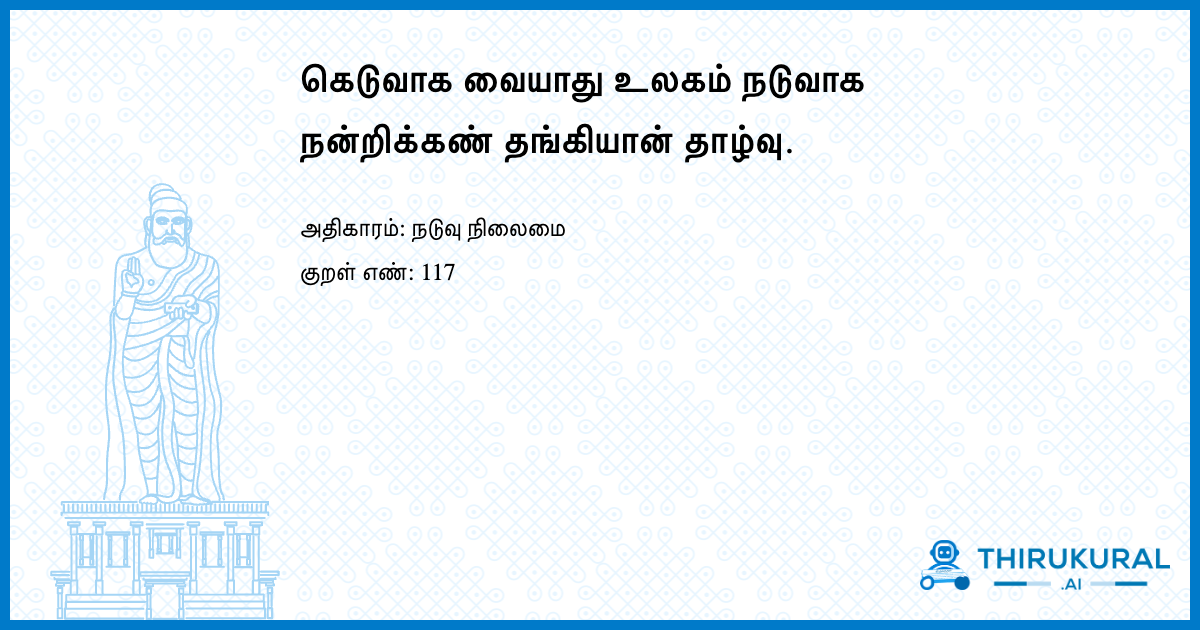 கெடுவாக வையாது உலகம் நடுவாக
நன்றிக்கண் தங்கியான் தாழ்வு.
அதிகாரம்: நடுவு நிலைமை
குறள் எண்: 117
THIRUKURAL
.AI